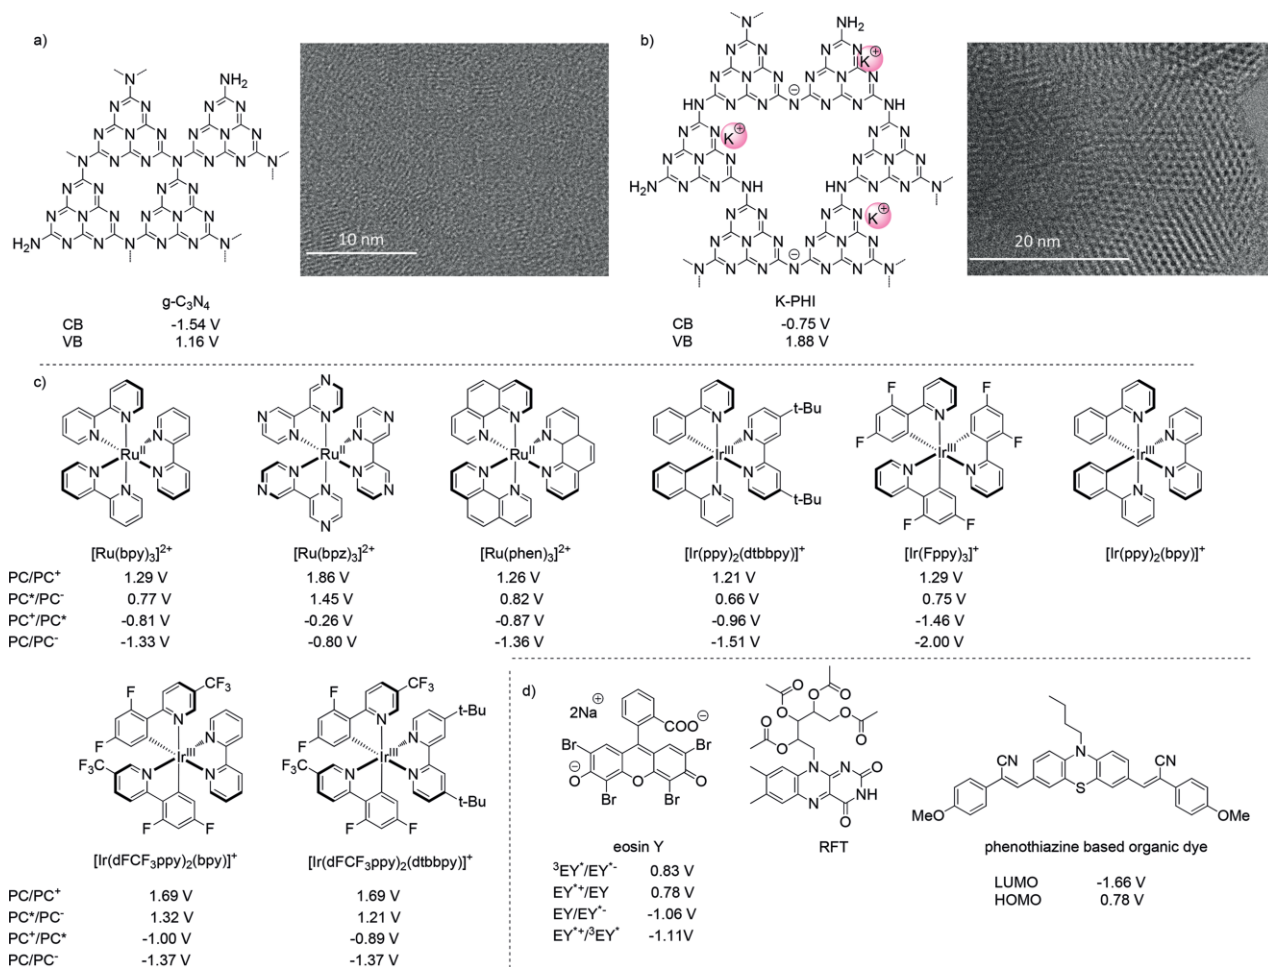 a)
10 nm
g-C3N4
CB -1.54 V
VB 1.16 V
b)
20 nm
K-PHI
CB -0.75 V
VB 1.88 V
c)
[Ru(bpy)3]2+ [Ru(bpz)3]2+ [Ru(phen)3]2+ [Ir(ppy)2(dtbbpy)]+ [Ir(Fppy)3]+ [Ir(ppy)2(bpy)]+
PC/PC+ 1.29 V 1.86 V 1.26 V 1.21 V 1.29 V
PC*/PC- 0.77 V 1.45 V 0.82 V 0.66 V 0.75 V
PC+/PC* -0.81 V -0.26 V -0.87 V -0.96 V -1.46 V
PC/PC- -1.33 V -0.80 V -1.36 V -1.51 V -2.00 V
[Ir(dFCF3ppy)2(bpy)]+ [Ir(dFCF3ppy)2(dtbbpy)]+
PC/PC+ 1.69 V 1.69 V
PC*/PC- 1.32 V 1.21 V
PC+/PC* -1.00 V -0.89 V
PC/PC- -1.37 V -1.37 V
d)
eosin Y RFT phenothiazine based organic dye
3EY*/EY•- 0.83 V
EY•+/EY 0.78 V
EY/EY•- -1.06 V
EY•+/3EY* -1.11V
LUMO -1.66 V
HOMO 0.78 V